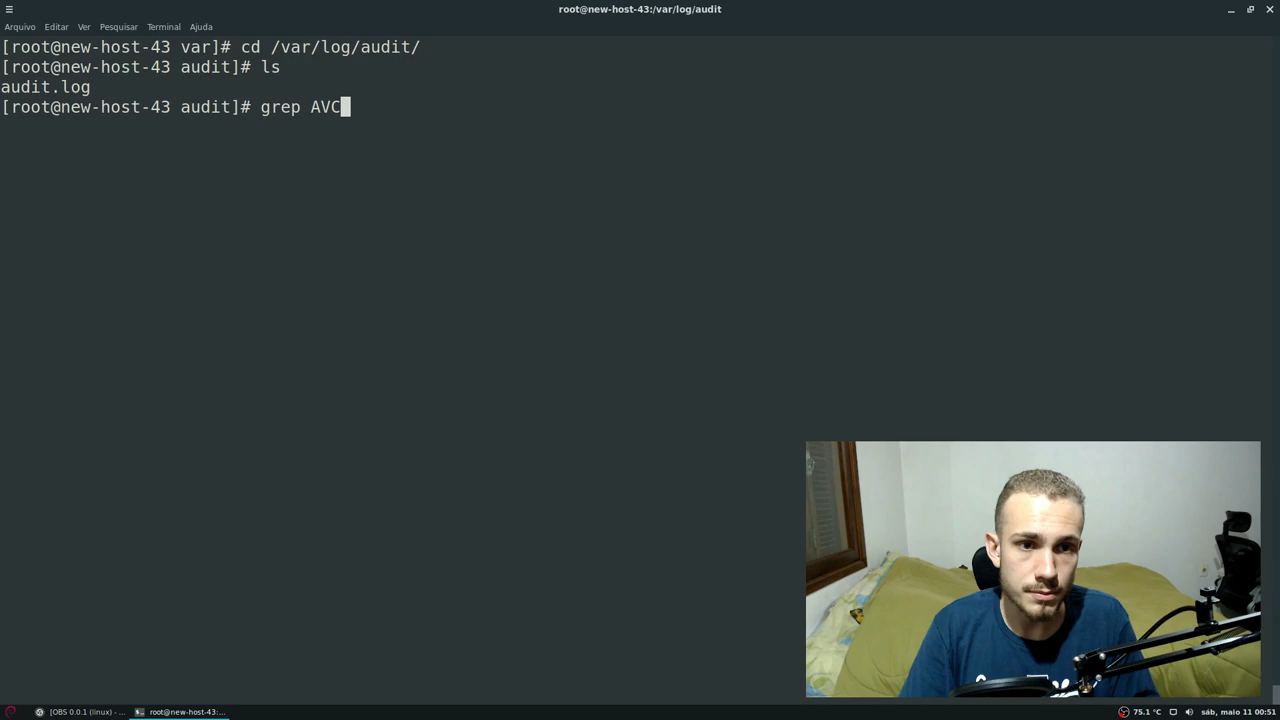 root@new-host-43:/var/log/audit
Arquivo Editar Ver Pesquisar Terminal Ajuda
[root@new-host-43 var]# cd /var/log/audit/
[root@new-host-43 audit]# ls
audit.log
[root@new-host-43 audit]# grep AVC
[OBS 0.0.1 (linux) - ... root@new-host-43:... 75.1 °C sáb, maio 11 00:51